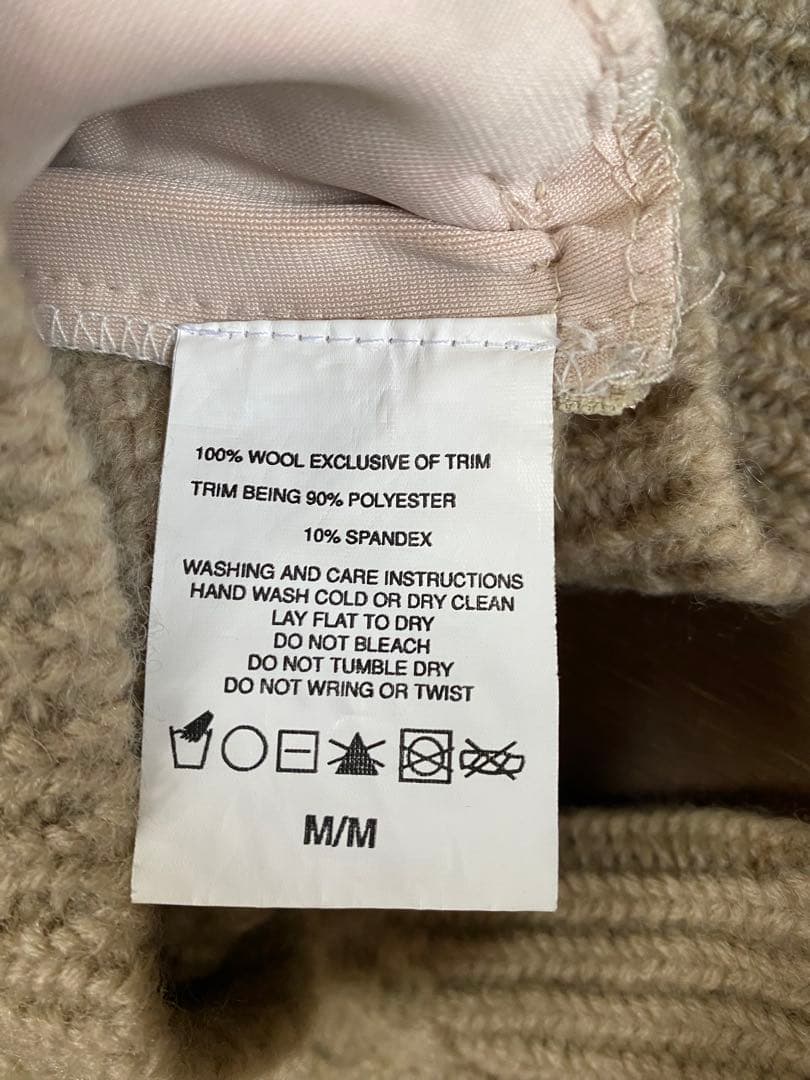 100% WOOL EXCLUSIVE OF TRIM
TRIM BEING 90% POLYESTER
10% SPANDEX
WASHING AND CARE INSTRUCTIONS
HAND WASH COLD OR DRY CLEAN
LAY FLAT TO DRY
DO NOT BLEACH
DO NOT TUMBLE DRY
DO NOT WRING OR TWIST
M/M